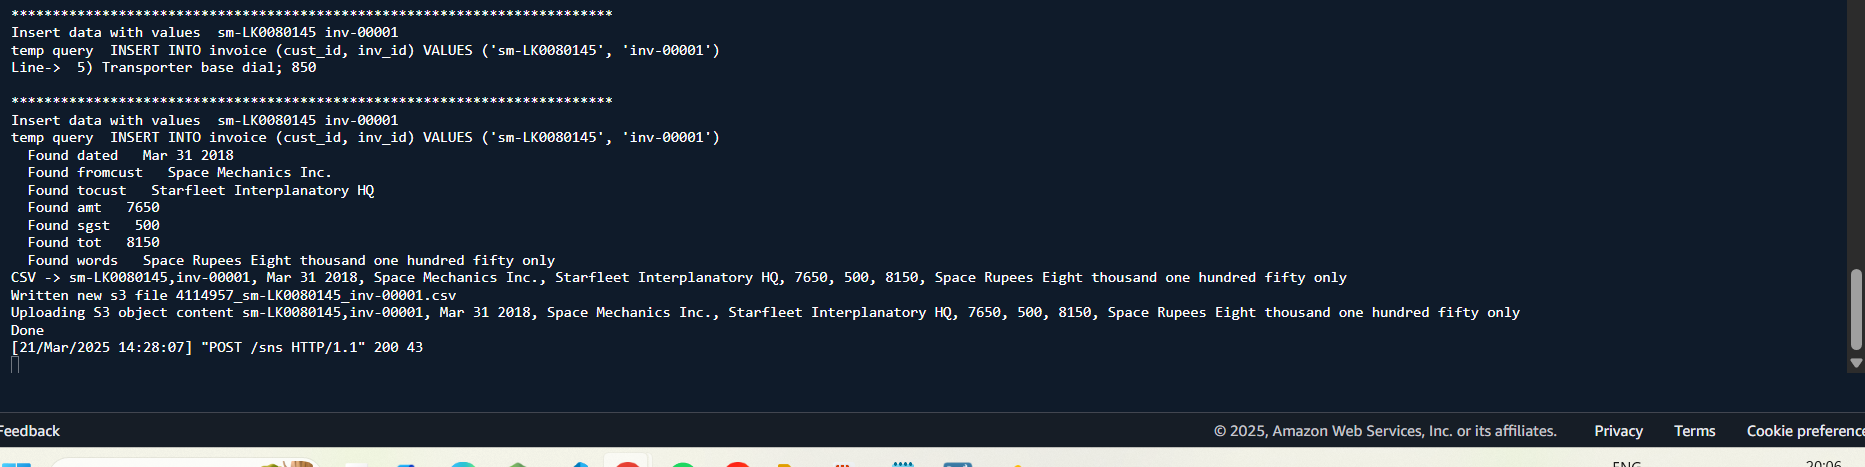 *************************************************************************
Insert data with values  sm-LK0080145 inv-00001
temp query  INSERT INTO invoice (cust_id, inv_id) VALUES ('sm-LK0080145', 'inv-00001')
Line->  5) Transporter base dial; 850
*************************************************************************
Insert data with values  sm-LK0080145 inv-00001
temp query  INSERT INTO invoice (cust_id, inv_id) VALUES ('sm-LK0080145', 'inv-00001')
  Found dated   Mar 31 2018
  Found fromcust   Space Mechanics Inc.
  Found tocust   Starfleet Interplanatory HQ
  Found amt   7650
  Found sgst   500
  Found tot   8150
  Found words   Space Rupees Eight thousand one hundred fifty only
CSV -> sm-LK0080145,inv-00001, Mar 31 2018, Space Mechanics Inc., Starfleet Interplanatory HQ, 7650, 500, 8150, Space Rupees Eight thousand one hundred fifty only
Written new s3 file 4114957_sm-LK0080145_inv-00001.csv
Uploading S3 object content sm-LK0080145,inv-00001, Mar 31 2018, Space Mechanics Inc., Starfleet Interplanatory HQ, 7650, 500, 8150, Space Rupees Eight thousand one hundred fifty only
Done
[21/Mar/2025 14:28:07] "POST /sns HTTP/1.1" 200 43
Feedback © 2025, Amazon Web Services, Inc. or its affiliates. Privacy Terms Cookie preference
ENG 20:06